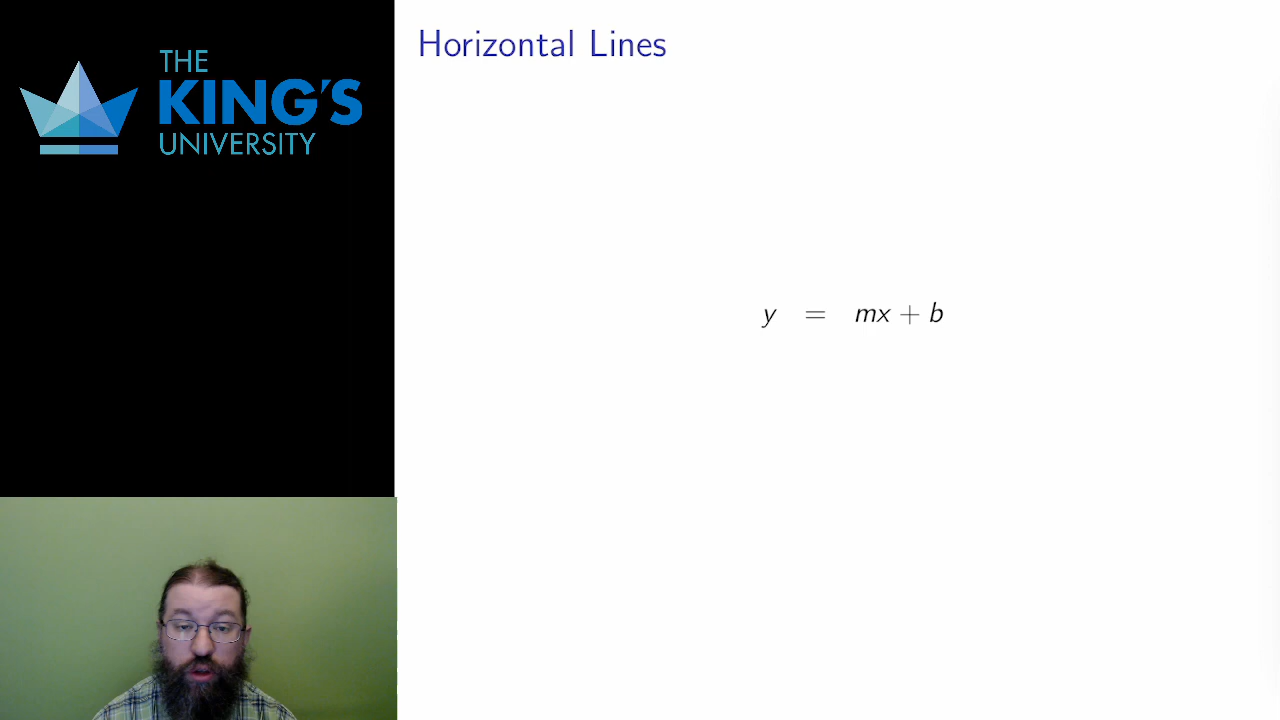 THE
KING'S
UNIVERSITY
Horizontal Lines
y = mx + b